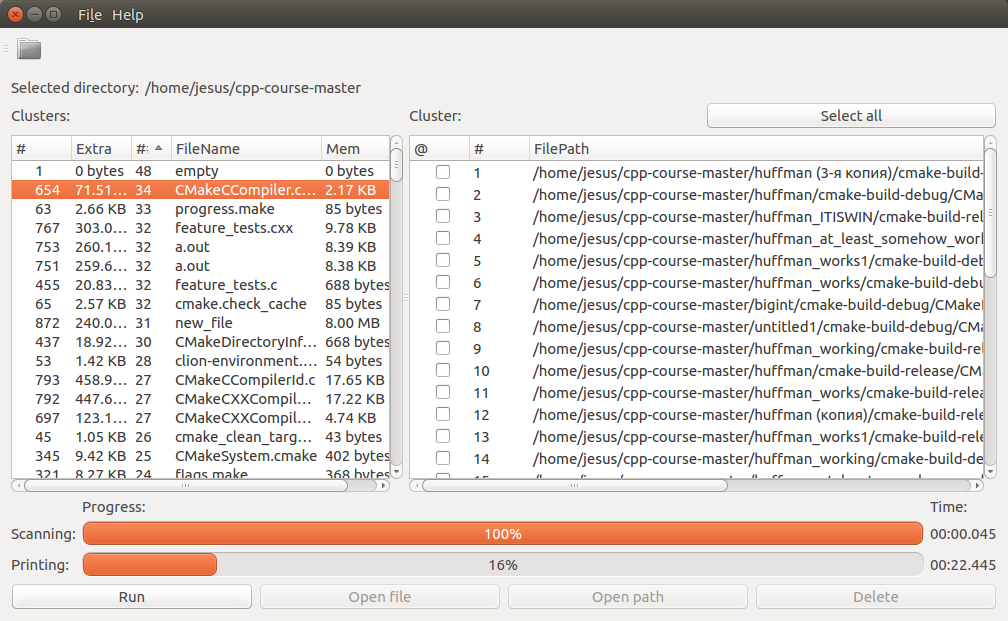 File Help
Selected directory: /home/jesus/cpp-course-master
Clusters:
Cluster:
Select all
# Extra #: FileName Mem
1 0 bytes 48 empty 0 bytes
654 71.51... 34 CMakeCCompiler.c... 2.17 KB
63 2.66 KB 33 progress.make 85 bytes
767 303.0... 32 feature_tests.cxx 9.78 KB
753 260.1... 32 a.out 8.39 KB
751 259.6... 32 a.out 8.38 KB
455 20.83... 32 feature_tests.c 688 bytes
65 2.57 KB 32 cmake.check_cache 85 bytes
872 240.0... 31 new_file 8.00 MB
437 18.92... 30 CMakeDirectoryInf... 668 bytes
53 1.42 KB 28 clion-environment.... 54 bytes
793 458.9... 27 CMakeCCompilerId.c 17.65 KB
792 447.6... 27 CMakeCXXCompil... 17.22 KB
697 123.1... 27 CMakeCXXCompil... 4.74 KB
45 1.05 KB 26 cmake_clean_targ... 43 bytes
345 9.42 KB 25 CMakeSystem.cmake 402 bytes
321 8.27 KB 24 flags.make 368 bytes
@ # FilePath
1 /home/jesus/cpp-course-master/huffman (3-я копия)/cmake-build-
2 /home/jesus/cpp-course-master/huffman/cmake-build-debug/CMa
3 /home/jesus/cpp-course-master/huffman_ITISWIN/cmake-build-rel
4 /home/jesus/cpp-course-master/huffman_at_least_somehow_worl
5 /home/jesus/cpp-course-master/huffman_works1/cmake-build-det
6 /home/jesus/cpp-course-master/huffman_works/cmake-build-debu
7 /home/jesus/cpp-course-master/bigint/cmake-build-debug/CMakel
8 /home/jesus/cpp-course-master/untitled1/cmake-build-debug/CMa
9 /home/jesus/cpp-course-master/huffman_working/cmake-build-rel
10 /home/jesus/cpp-course-master/huffman/cmake-build-release/CMa
11 /home/jesus/cpp-course-master/huffman_works/cmake-build-relea
12 /home/jesus/cpp-course-master/huffman (копия)/cmake-build-rele
13 /home/jesus/cpp-course-master/huffman_works1/cmake-build-rele
14 /home/jesus/cpp-course-master/huffman_working/cmake-build-de
Progress:
Time:
Scanning: 100% 00:00.045
Printing: 16% 00:22.445
Run
Open file
Open path
Delete